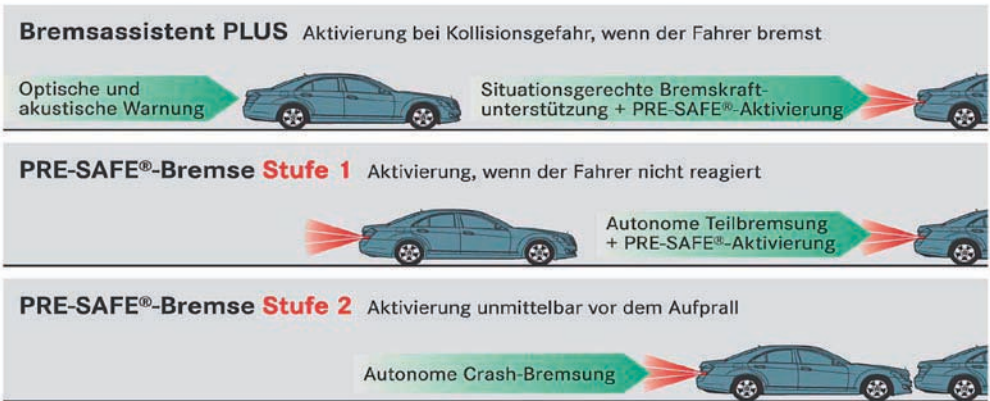 Bremsassistent PLUS Aktivierung bei Kollisionsgefahr, wenn der Fahrer bremst
Optische und
akustische Warnung
Situationsgerechte Bremskraft-
unterstützung + PRE-SAFE®-Aktivierung
PRE-SAFE®-Bremse Stufe 1 Aktivierung, wenn der Fahrer nicht reagiert
Autonome Teilbremsung
+ PRE-SAFE®-Aktivierung
PRE-SAFE®-Bremse Stufe 2 Aktivierung unmittelbar vor dem Aufprall
Autonome Crash-Bremsung